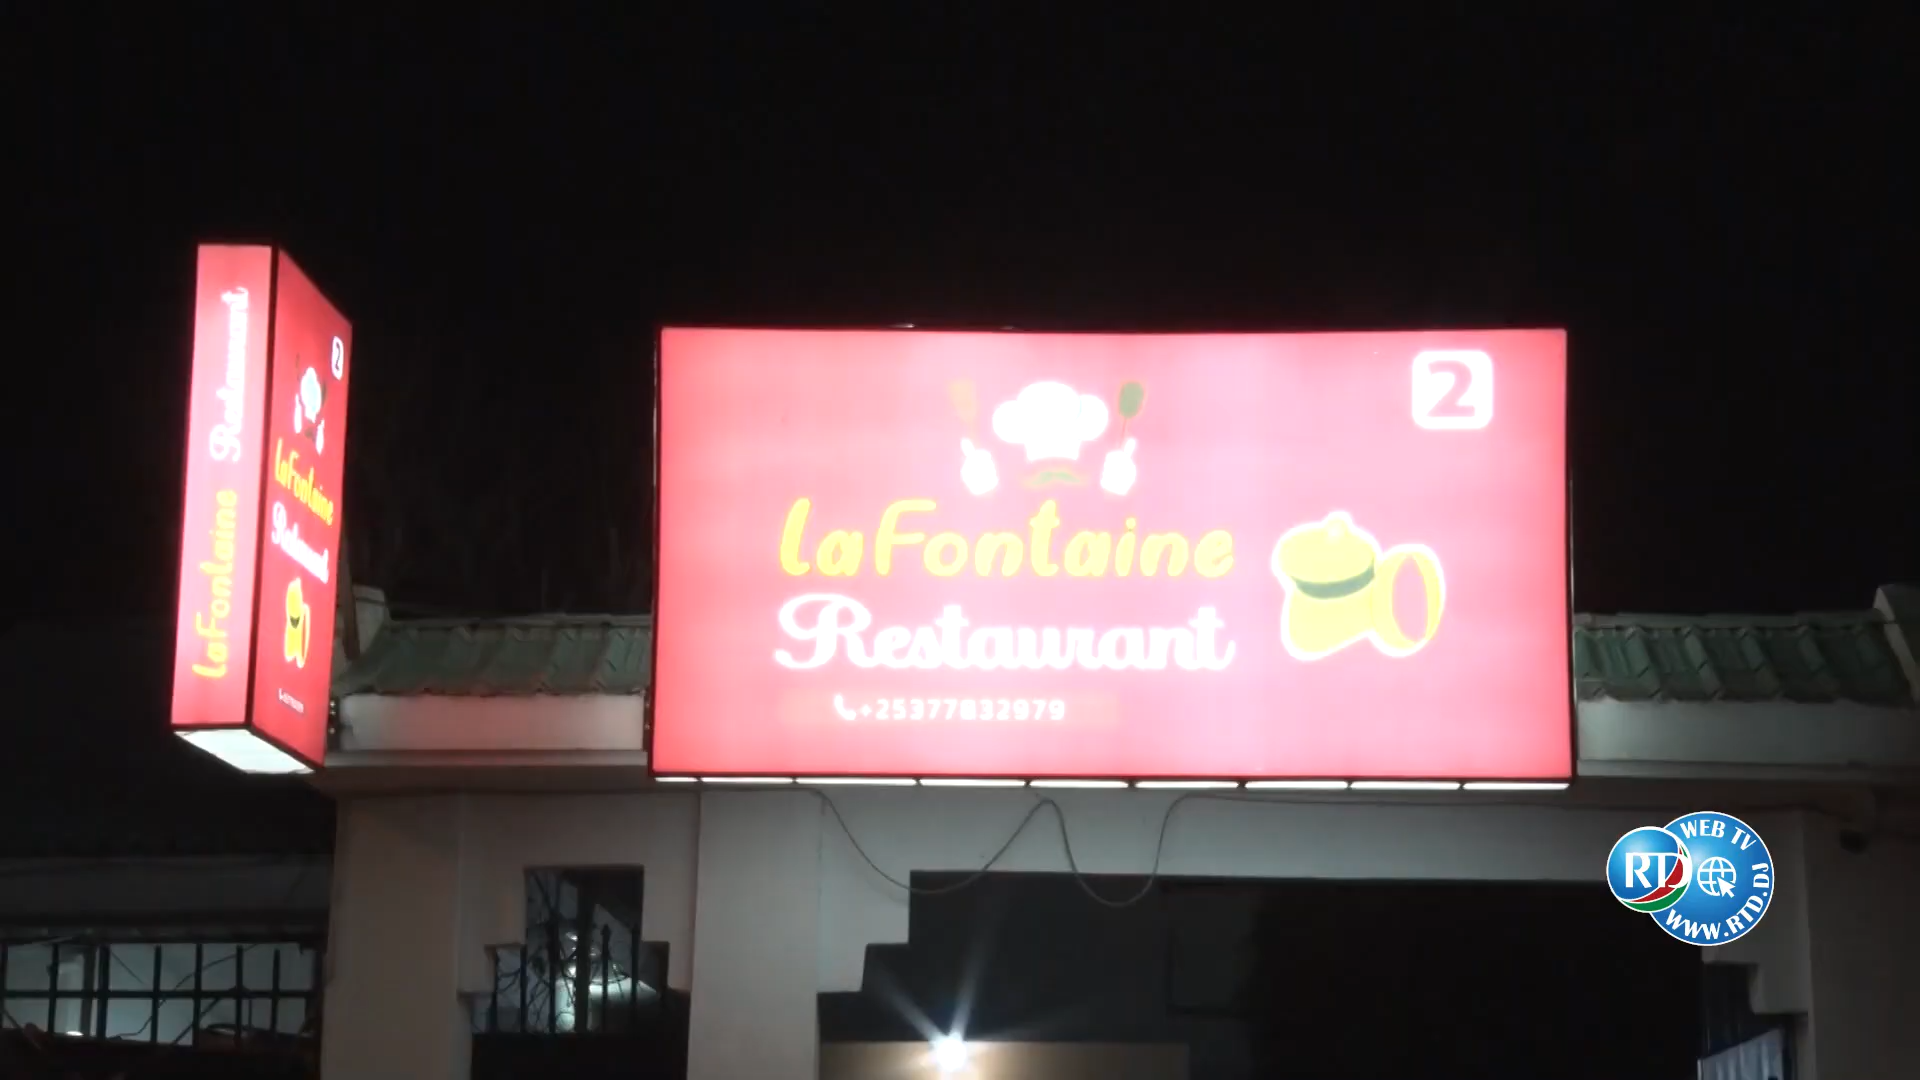 LaFontaine Restaurant
2
LaFontaine
Restaurant
2
LaFontaine
Restaurant
+25377832979
WEB TV
RTD
WWW.RTD.DJ